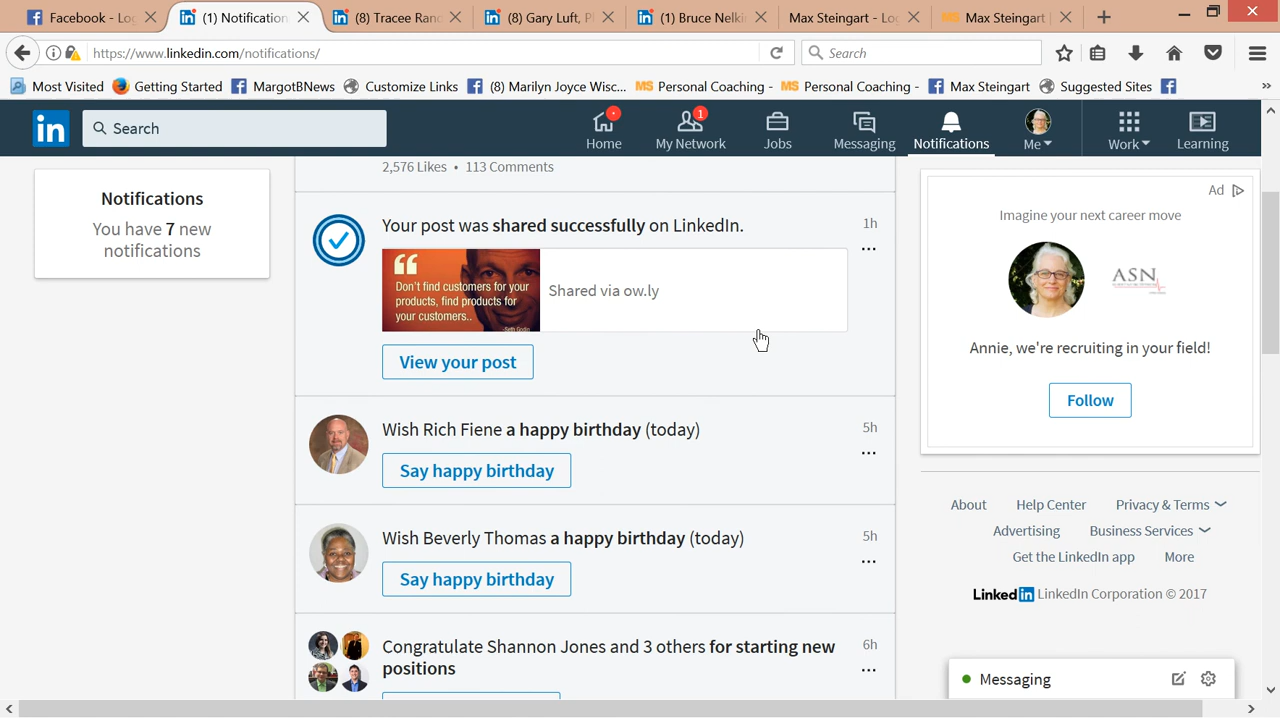 Facebook - Log
(1) Notification
(8) Tracee Ran
(8) Gary Luft, P
(1) Bruce Nelki
Max Steingart - Lo
Max Steingart
https://www.linkedin.com/notifications/
Search
Most Visited
Getting Started
MargotBNews
Customize Links
(8) Marilyn Joyce Wisc...
Personal Coaching -
Personal Coaching -
Max Steingart
Suggested Sites
in
Search
Home
1
My Network
Jobs
Messaging
Notifications
Me
Work
Learning
Notifications
You have 7 new
notifications
2,576 Likes • 113 Comments
Your post was shared successfully on LinkedIn.
1h
Don't find customers for your
products, find products for
your customers..
-Seth Godin
Shared via ow.ly
View your post
Wish Rich Fiene a happy birthday (today)
5h
Say happy birthday
Wish Beverly Thomas a happy birthday (today)
5h
Say happy birthday
Congratulate Shannon Jones and 3 others for starting new
positions
6h
Ad
Imagine your next career move
ASN
Annie, we're recruiting in your field!
Follow
About
Help Center
Privacy & Terms
Advertising
Business Services
Get the LinkedIn app
More
LinkedIn LinkedIn Corporation © 2017
Messaging